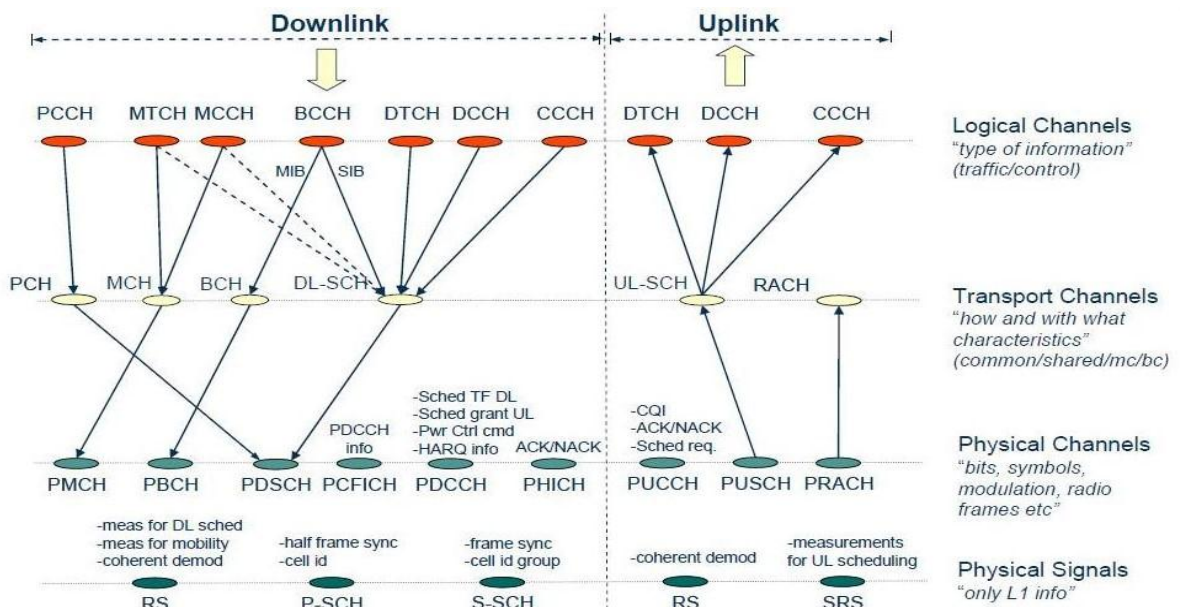 Downlink
Uplink
PCCH
MTCH
MCCH
BCCH
DTCH
DCCH
CCCH
DTCH
DCCH
CCCH
Logical Channels
"type of information"
(traffic/control)
MIB
SIB
PCH
MCH
BCH
DL-SCH
UL-SCH
RACH
Transport Channels
"how and with what
characteristics"
(common/shared/mc/bc)
PDCCH
info
-Sched TF DL
-Sched grant UL
-Pwr Ctrl cmd
-HARQ info
ACK/NACK
-CQI
-ACK/NACK
-Sched req.
Physical Channels
"bits, symbols,
modulation, radio
frames etc"
PMCH
PBCH
PDSCH
PCFICH
PDCCH
PHICH
PUCCH
PUSCH
PRACH
-meas for DL sched
-meas for mobility
-coherent demod
-half frame sync
-cell id
-frame sync
-cell id group
-coherent demod
-measurements
for UL scheduling
Physical Signals
"only L1 info"
RS
P-SCH
S-SCH
RS
SRS